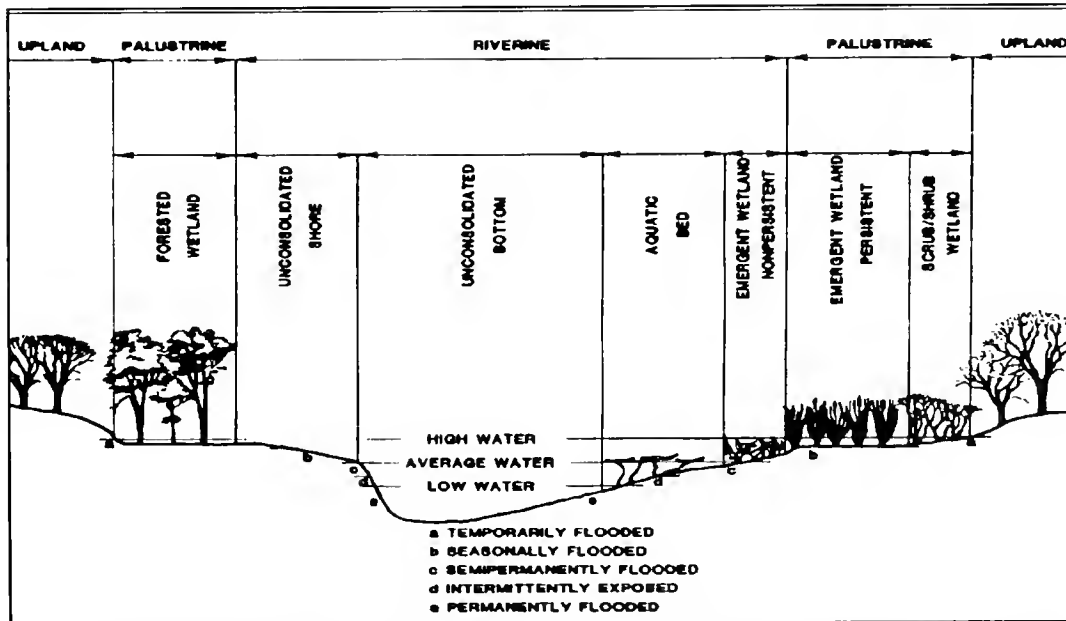 UPLAND PALUSTRINE RIVERINE PALUSTRINE UPLAND
FORESTED
WETLAND
UNCONSOLIDATED
SHORE
UNCONSOLIDATED
BOTTOM
AQUATIC
BED
EMERGENT WETLAND
NONPERSISTENT
EMERGENT WETLAND
PERSISTENT
SCRUB/SHRUB
WETLAND
HIGH WATER
AVERAGE WATER
LOW WATER
a
b
c
d
e
e
d
c
b
a
a TEMPORARILY FLOODED
b SEASONALLY FLOODED
c SEMIPERMANENTLY FLOODED
d INTERMITTENTLY EXPOSED
e PERMANENTLY FLOODED